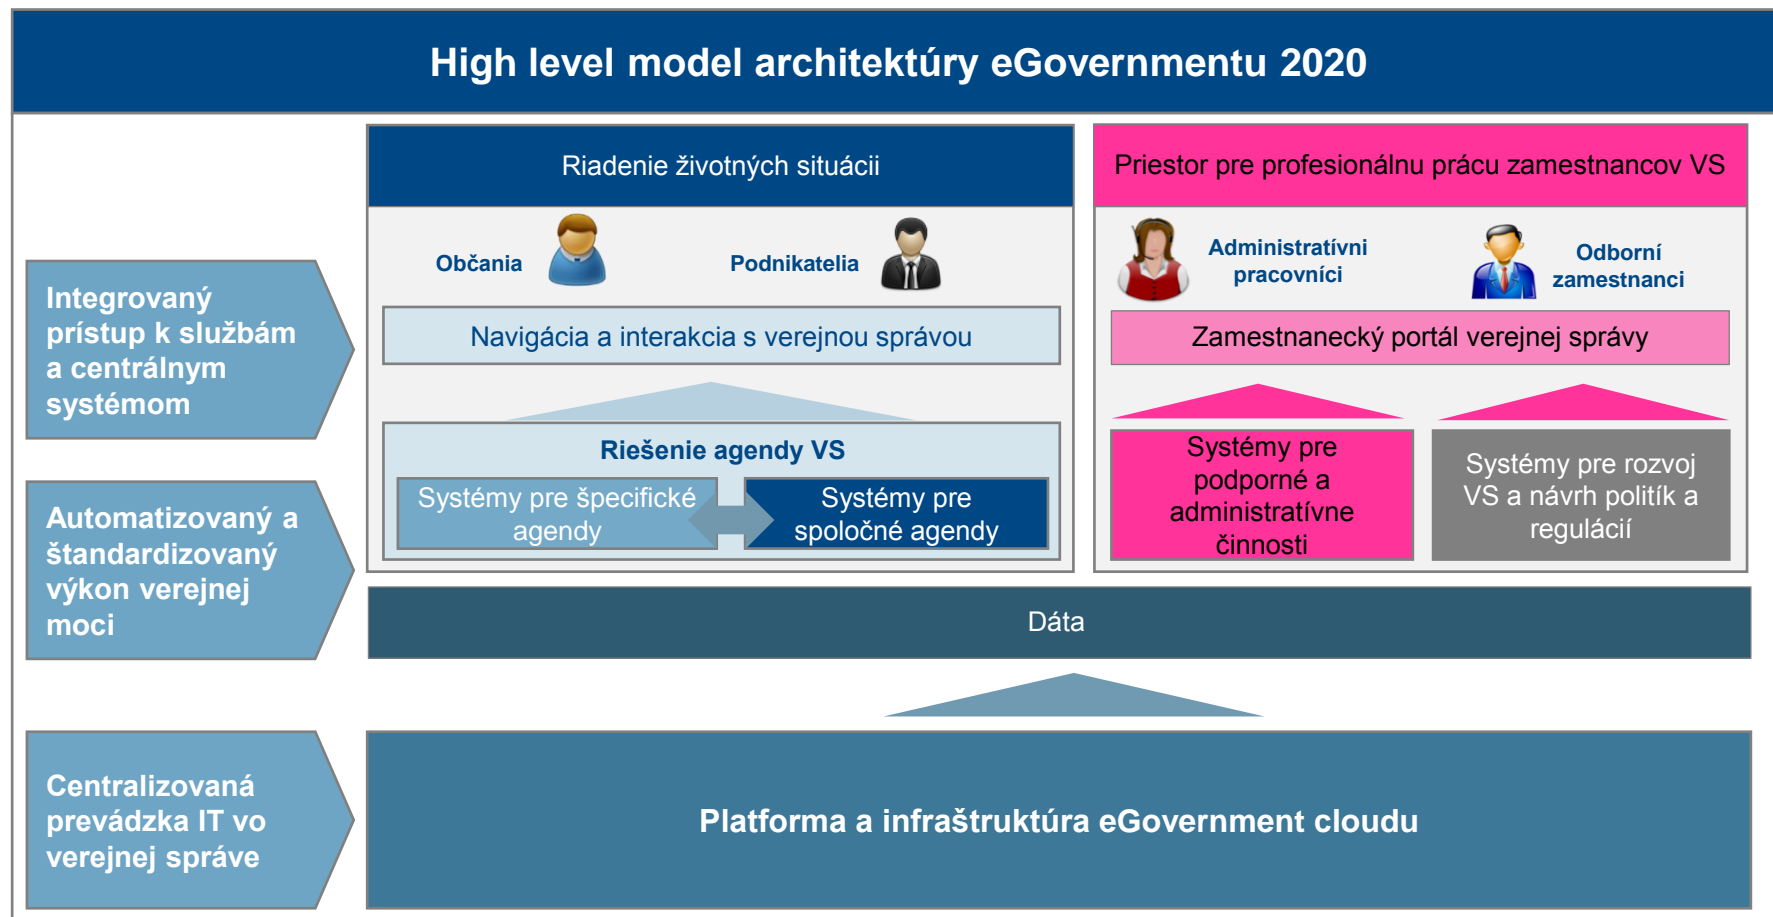 High level model architektúry eGovernmentu 2020
Riadenie životných situácii
Priestor pre profesionálnu prácu zamestnancov VS
Občania
Podnikatelia
Administratívni
pracovníci
Odborní
zamestnanci
Integrovaný
prístup k službám
a centrálnym
systémom
Navigácia a interakcia s verejnou správou
Zamestnanecký portál verejnej správy
Riešenie agendy VS
Systémy pre špecifické
agendy
Systémy pre
spoločné agendy
Systémy pre
podporné a
administratívne
činnosti
Systémy pre rozvoj
VS a návrh politík a
regulácií
Automatizovaný a
štandardizovaný
výkon verejnej
moci
Dáta
Centralizovaná
prevádzka IT vo
verejnej správe
Platforma a infraštruktúra eGovernment cloudu